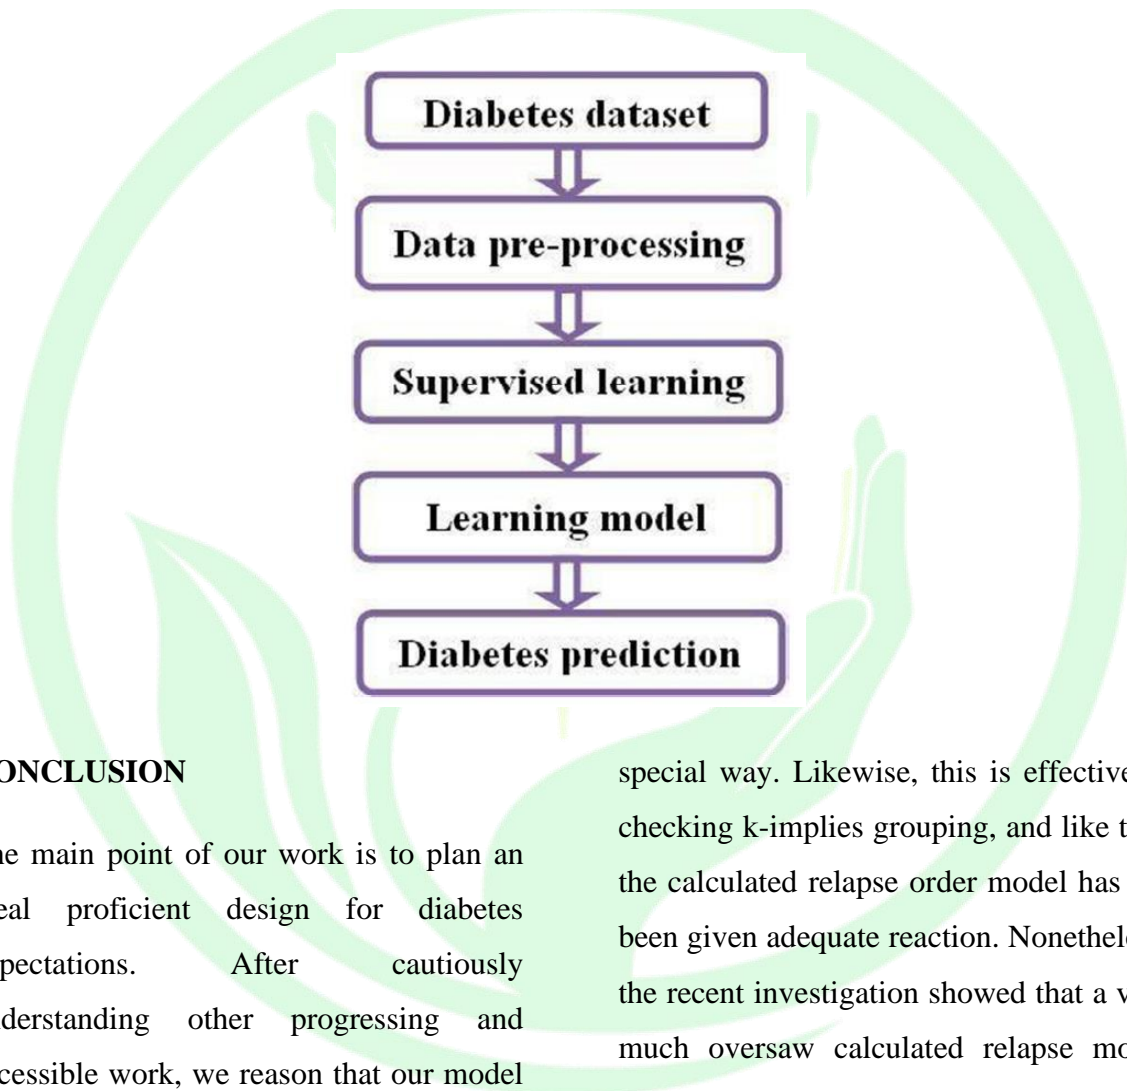 Diabetes dataset
Data pre-processing
Supervised learning
Learning model
Diabetes prediction
ONCLUSION
he main point of our work is to plan an
eal proficient design for diabetes
pectations. After cautiously
nderstanding other progressing and
cessible work, we reason that our model
special way. Likewise, this is effective
checking k-implies grouping, and like t
the calculated relapse order model has
been given adequate reaction. Nonethele
the recent investigation showed that a v
much oversaw calculated relapse mo